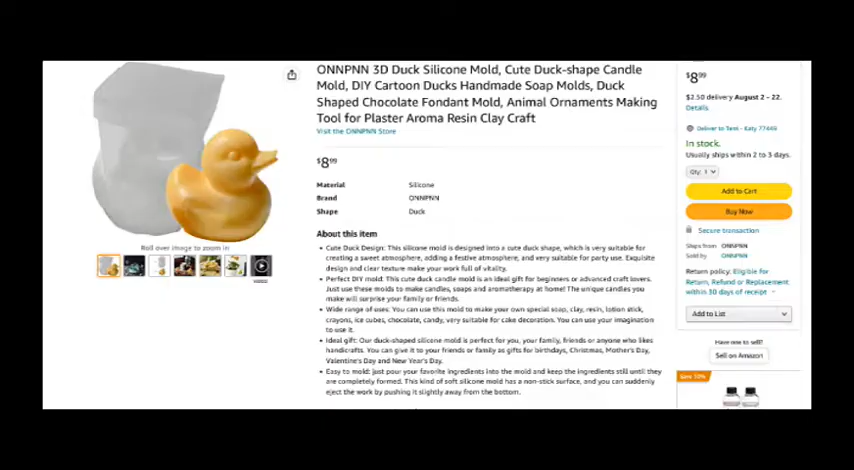 ONNPNN 3D Duck Silicone Mold, Cute Duck-shape Candle
Mold, DIY Cartoon Ducks Handmade Soap Molds, Duck
Shaped Chocolate Fondant Mold, Animal Ornaments Making
Tool for Plaster Aroma Resin Clay Craft
Visit the ONNPNN Store
$8.99
Material Silicone
Brand ONNPNN
Shape Duck
About this item
• Cute Duck Design: This silicone mold is designed into a cute duck shape, which is very suitable for
creating a sweet atmosphere, adding a festive atmosphere, and very suitable for party use. Exquisite
design and clear texture make your work full of vitality.
• Perfect DIY mold: This cute duck candle mold is an ideal gift for beginners or advanced craft lovers.
Just use these molds to make candles, soaps and aromatherapy at home! The unique candles you
make will surprise your family or friends.
• Wide range of uses: You can use this mold to make your own special soap, clay, resin, lotion stick,
crayons, ice cubes, chocolate, candy, very suitable for cake decoration. You can use your imagination
to use it.
• Ideal gift: Our duck-shaped silicone mold is perfect for you, your family, friends or anyone who likes
handicrafts. You can give it to your friends or family as gifts for birthdays, Christmas, Mother's Day,
Valentine's Day and New Year's Day.
• Easy to mold: just pour your favorite ingredients into the mold and keep the ingredients still until they
are completely formed. This kind of soft silicone mold has a non-stick surface, and you can suddenly
eject the work by pushing it slightly away from the bottom.
Roll over image to zoom in
VIDEO
$8.99
$2.50 delivery August 2 - 22.
Details
Deliver to Terri - Katy 77449
In stock.
Usually ships within 2 to 3 days.
Qty: 1
Add to Cart
Buy Now
Secure transaction
Ships from ONNPNN
Sold by ONNPNN
Return policy: Eligible for
Return, Refund or Replacement
within 30 days of receipt
Add to List
Have one to sell?
Sell on Amazon
Save 10%